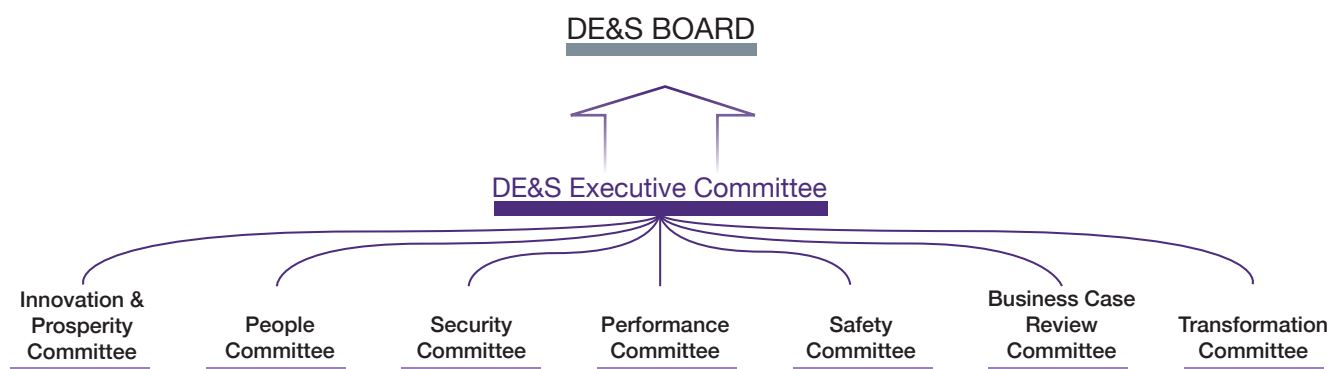 DE&S BOARD
DE&S Executive Committee
Innovation &
Prosperity
Committee
People
Committee
Security
Committee
Performance
Committee
Safety
Committee
Business Case
Review
Committee
Transformation
Committee